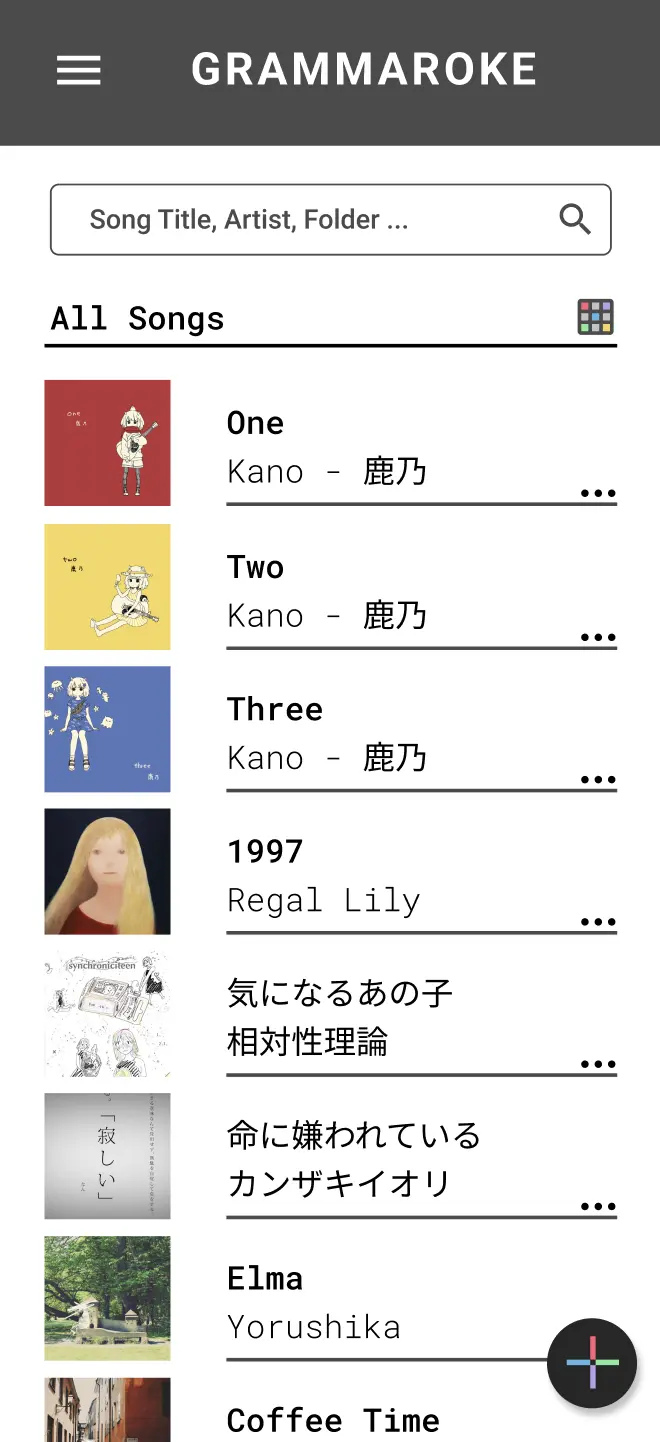 GRAMMAROKE
Song Title, Artist, Folder ...
All Songs
One
鹿乃
One
Kano - 鹿乃
two
鹿乃
Two
Kano - 鹿乃
Three
Kano - 鹿乃
three
鹿乃
1997
Regal Lily
synchroniciteen
気になるあの子
相対性理論
「寂しい」
なん
命に嫌われている
カンザキイオリ
Elma
Yorushika
Coffee Time